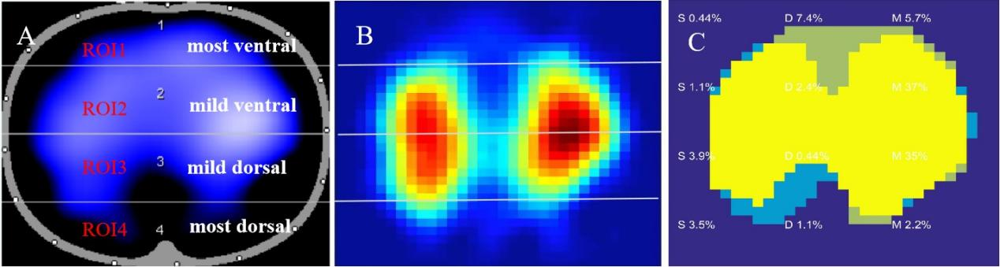 A
1
ROI1
most ventral
2
ROI2
mild ventral
3
ROI3
mild dorsal
4
ROI4
most dorsal
B
C
S 0.44% D 7.4% M 5.7%
S 1.1% D 2.4% M 37%
S 3.9% D 0.44% M 35%
S 3.5% D 1.1% M 2.2%